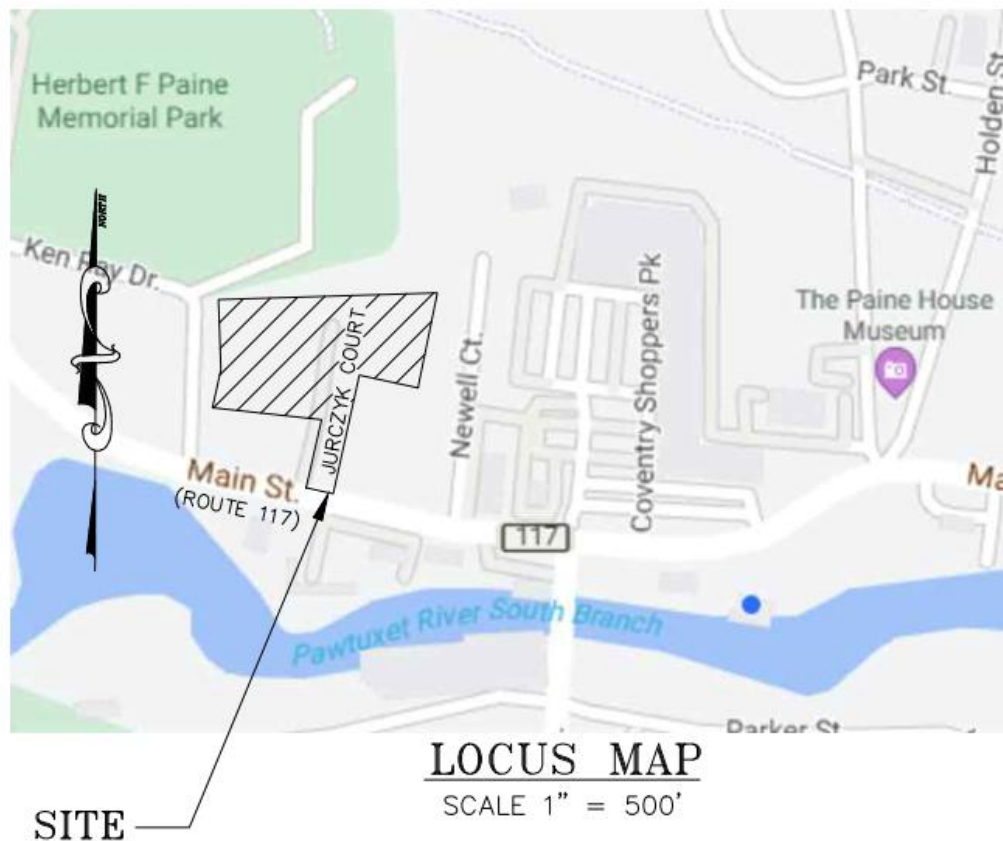 Herbert F Paine
Memorial Park
Park St.
Holden St
NORTH
Ken Ray Dr.
JURCZYK COURT
Newell Ct.
Coventry Shoppers Pk
The Paine House
Museum
Main St.
(ROUTE 117)
Ma
117
Pawtuxet River South Branch
Parker St
LOCUS MAP
SCALE 1" = 500'
SITE